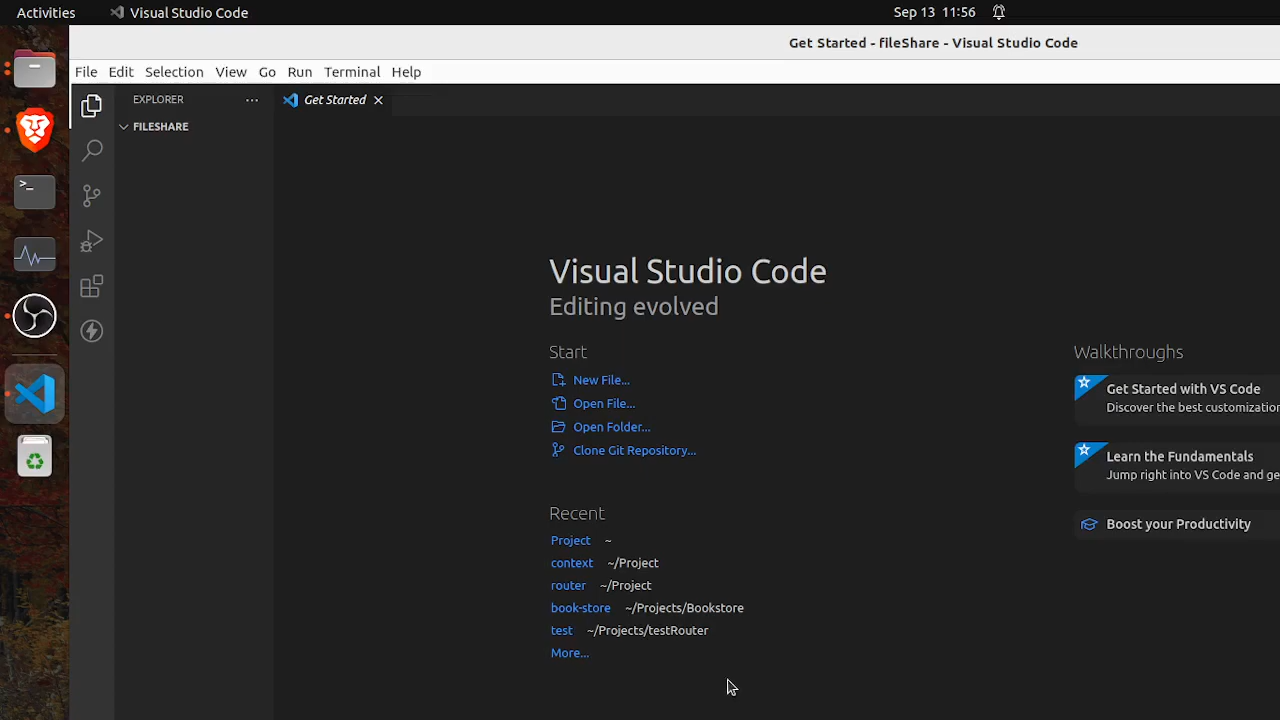 Activities
Visual Studio Code
Sep 13 11:56
Get Started - fileShare - Visual Studio Code
File Edit Selection View Go Run Terminal Help
EXPLORER
Get Started
FILESHARE
Visual Studio Code
Editing evolved
Start
New File...
Open File...
Open Folder...
Clone Git Repository...
Recent
Project ~
context ~/Project
router ~/Project
book-store ~/Projects/Bookstore
test ~/Projects/testRouter
More...
Walkthroughs
Get Started with VS Code
Discover the best customization
Learn the Fundamentals
Jump right into VS Code and ge
Boost your Productivity